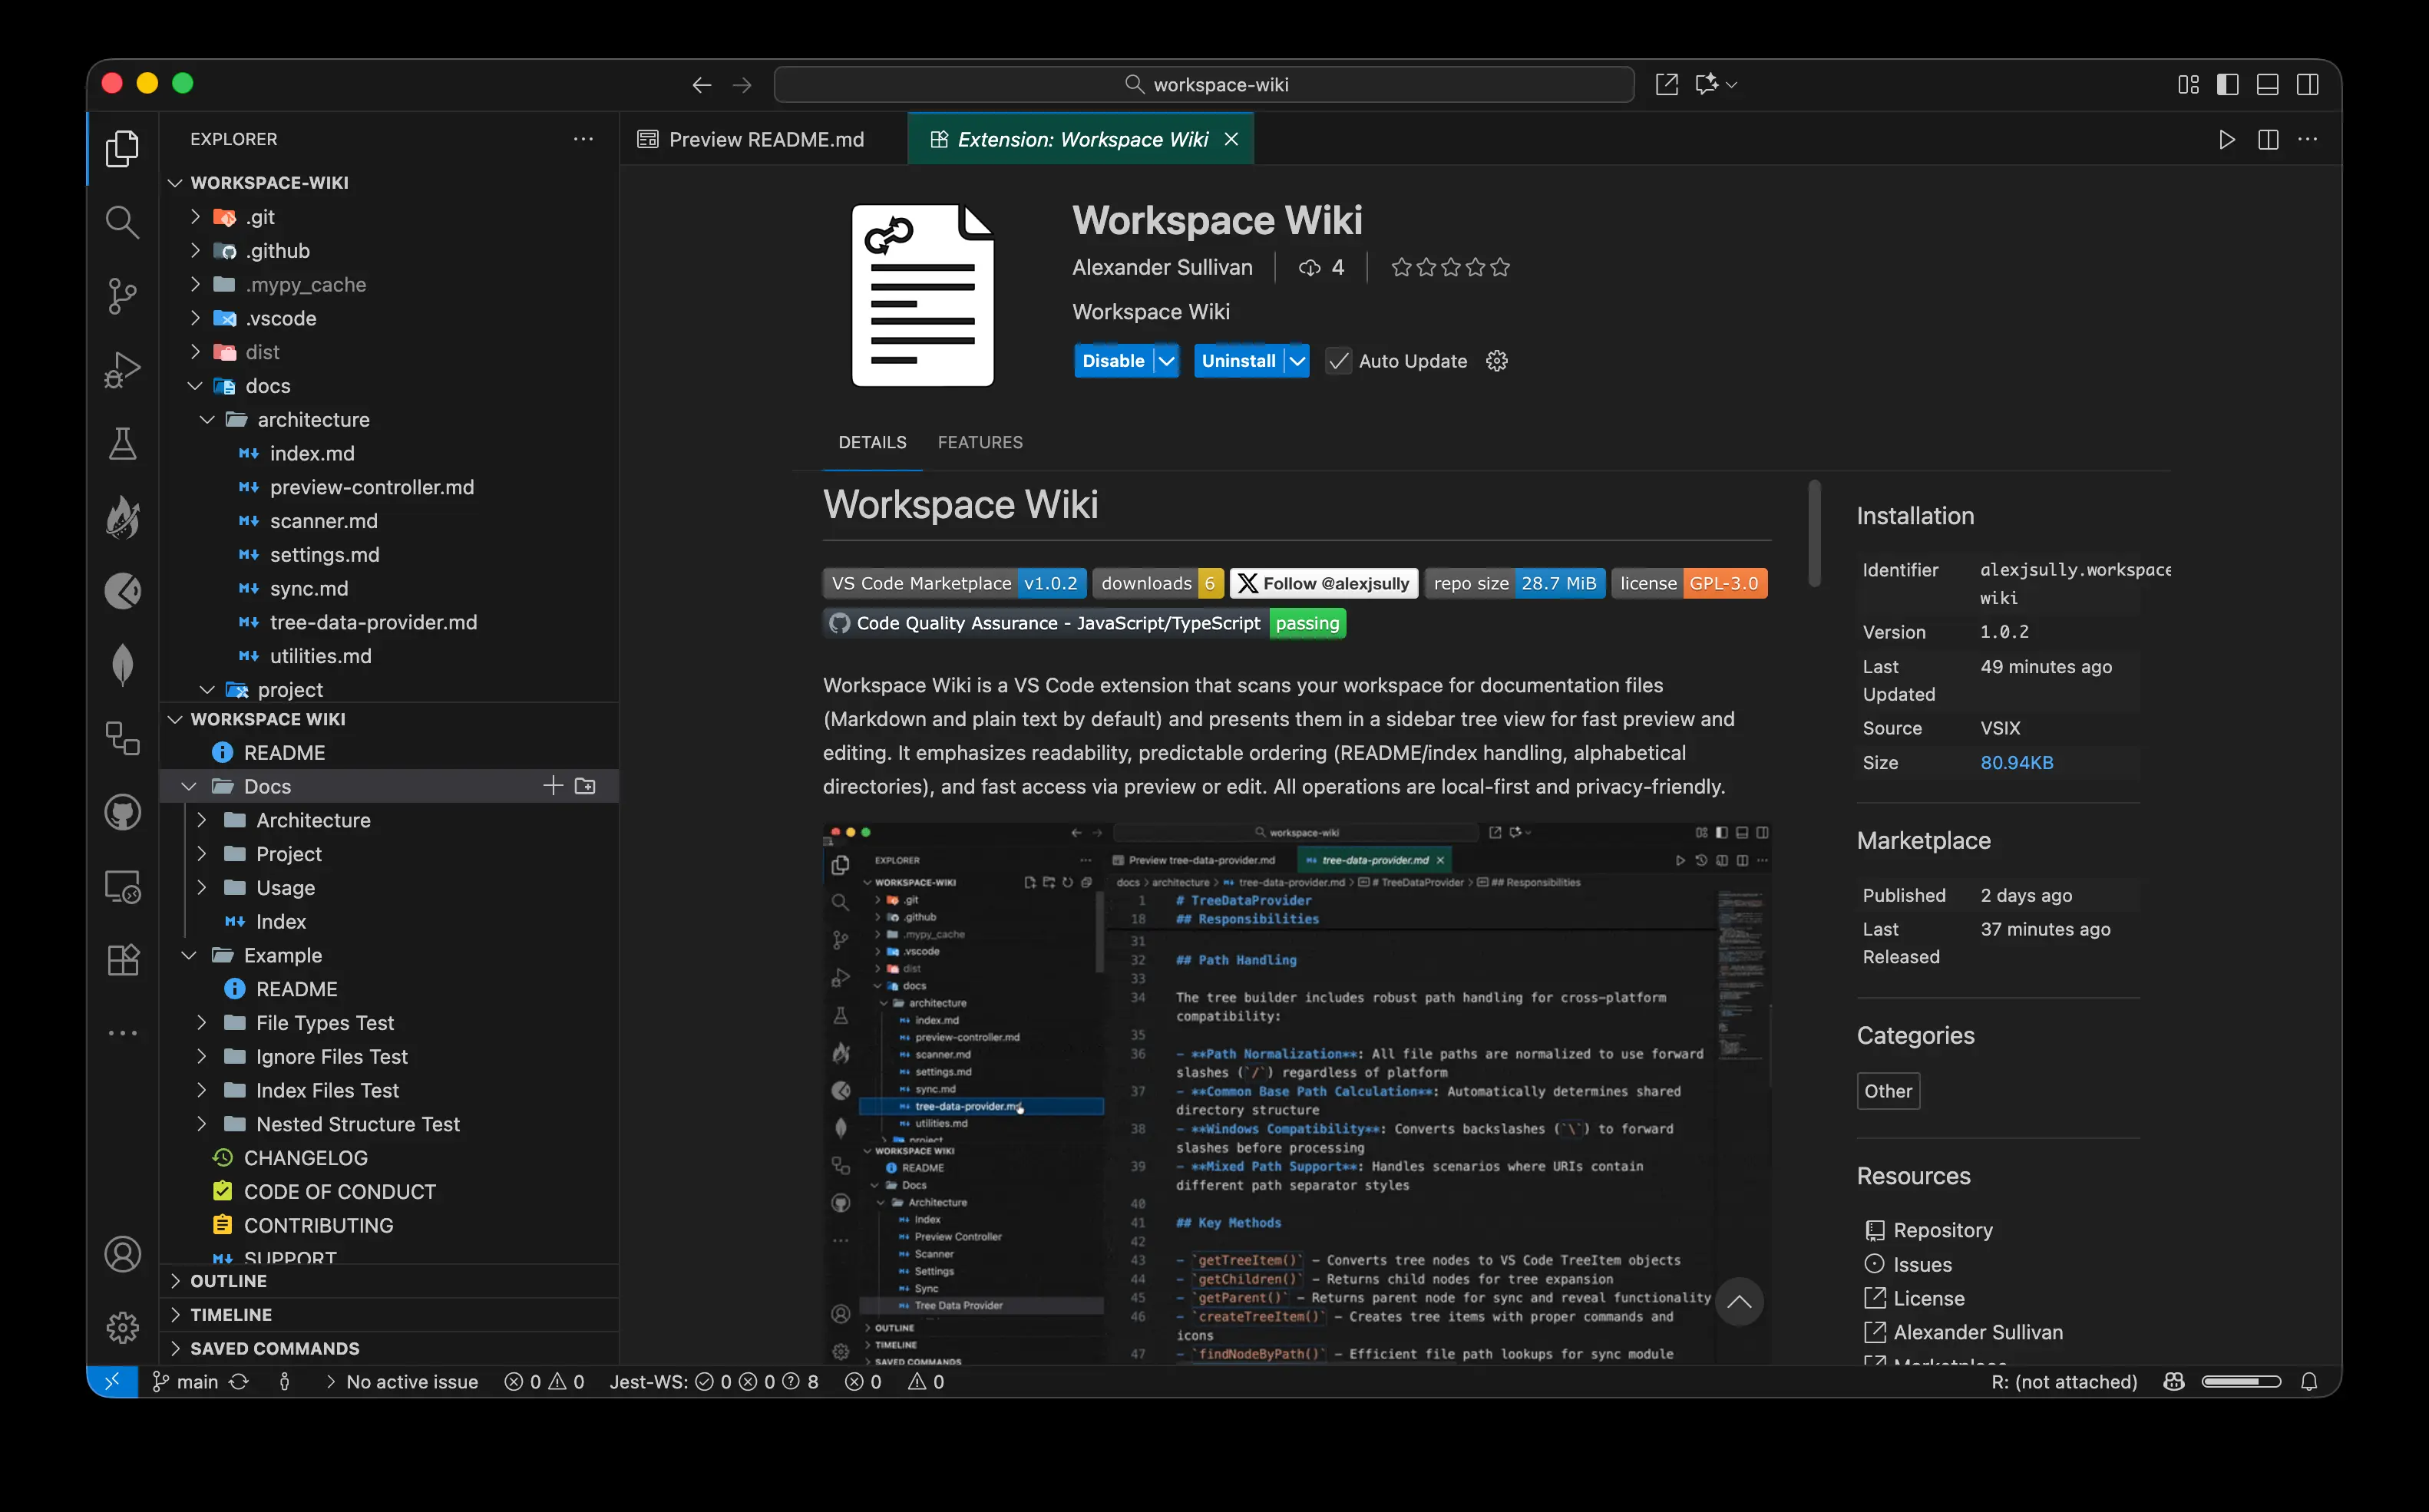 workspace-wiki
EXPLORER
WORKSPACE-WIKI
.git
.github
.mypy_cache
.vscode
dist
docs
architecture
index.md
preview-controller.md
scanner.md
settings.md
sync.md
tree-data-provider.md
utilities.md
project
WORKSPACE WIKI
README
Docs
Architecture
Project
Usage
Index
Example
README
File Types Test
Ignore Files Test
Index Files Test
Nested Structure Test
CHANGELOG
CODE OF CONDUCT
CONTRIBUTING
SUPPORT
OUTLINE
TIMELINE
SAVED COMMANDS
Preview README.md
Extension: Workspace Wiki
Workspace Wiki
Alexander Sullivan 4
Workspace Wiki
Disable Uninstall Auto Update
DETAILS FEATURES
Workspace Wiki
VS Code Marketplace v1.0.2 downloads 6 Follow @alexjsully repo size 28.7 MiB license GPL-3.0
Code Quality Assurance - JavaScript/TypeScript passing
Workspace Wiki is a VS Code extension that scans your workspace for documentation files
(Markdown and plain text by default) and presents them in a sidebar tree view for fast preview and
editing. It emphasizes readability, predictable ordering (README/index handling, alphabetical
directories), and fast access via preview or edit. All operations are local-first and privacy-friendly.
workspace-wiki
EXPLORER
WORKSPACE-WIKI
.git
.github
.mypy_cache
.vscode
dist
docs
architecture
index.md
preview-controller.md
scanner.md
settings.md
sync.md
tree-data-provider.md
utilities.md
project
WORKSPACE WIKI
README
Docs
Architecture
Index
Preview Controller
Scanner
Settings
Sync
Tree Data Provider
OUTLINE
TIMELINE
SAVED COMMANDS
Preview tree-data-provider.md
tree-data-provider.md
docs > architecture > tree-data-provider.md > # TreeDataProvider > ## Responsibilities
1 # TreeDataProvider
18 ## Responsibilities
31
32 ## Path Handling
33
34 The tree builder includes robust path handling for cross-platform
compatibility:
35
36 - **Path Normalization**: All file paths are normalized to use forward
slashes (`/`) regardless of platform
37 - **Common Base Path Calculation**: Automatically determines shared
directory structure
38 - **Windows Compatibility**: Converts backslashes (`\`) to forward
slashes before processing
39 - **Mixed Path Support**: Handles scenarios where URIs contain
different path separator styles
40
41 ## Key Methods
42
43 - `getTreeItem()` - Converts tree nodes to VS Code TreeItem objects
44 - `getChildren()` - Returns child nodes for tree expansion
45 - `getParent()` - Returns parent node for sync and reveal functionality
46 - `createTreeItem()` - Creates tree items with proper commands and
icons
47 - `findNodeByPath()` - Efficient file path lookups for sync module
Installation
Identifier alexjsully.workspace
wiki
Version 1.0.2
Last 49 minutes ago
Updated
Source VSIX
Size 80.94KB
Marketplace
Published 2 days ago
Last 37 minutes ago
Released
Categories
Other
Resources
Repository
Issues
License
Alexander Sullivan
Marketplace
main No active issue 0 0 Jest-WS: 0 0 8 0 0
R: (not attached)